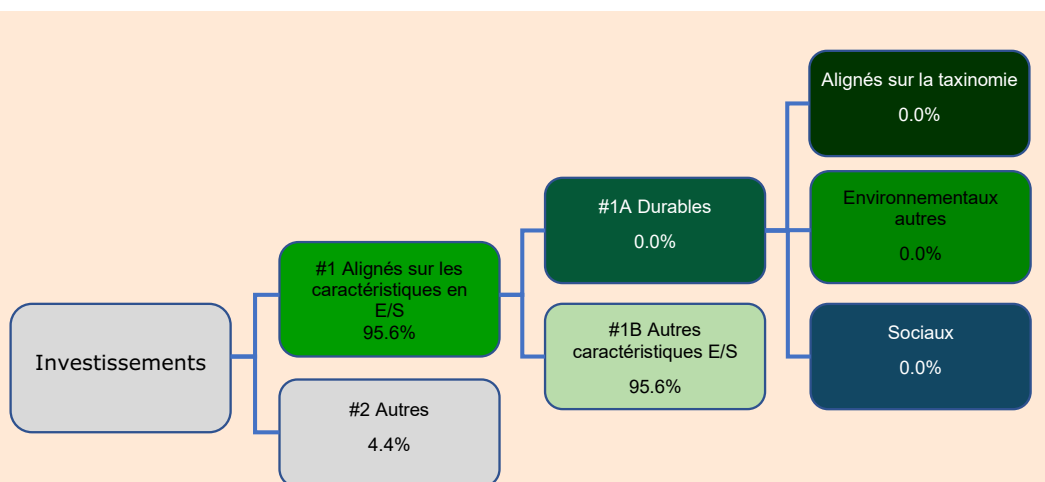 Investissements
#1 Alignés sur les
caractéristiques en
E/S
95.6%
#2 Autres
4.4%
#1A Durables
0.0%
#1B Autres
caractéristiques E/S
95.6%
Alignés sur la taxinomie
0.0%
Environnementaux
autres
0.0%
Sociaux
0.0%